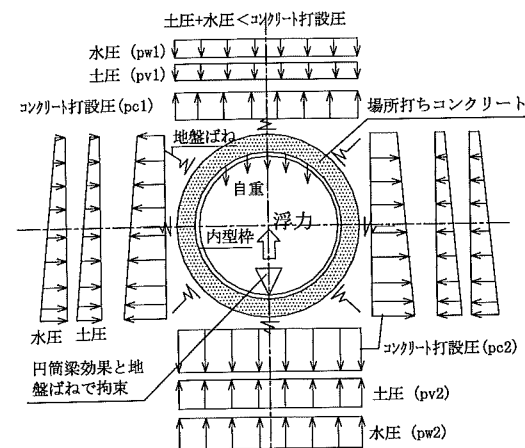 土圧+水圧<コンクリート打設圧
水圧 (pw1)
土圧 (pv1)
コンクリート打設圧(pc1)
場所打ちコンクリート
地盤ばね
自重
浮力
内型枠
水圧
土圧
コンクリート打設圧(pc2)
円筒梁効果と地
盤ばねで拘束
土圧 (pv2)
水圧 (pw2)